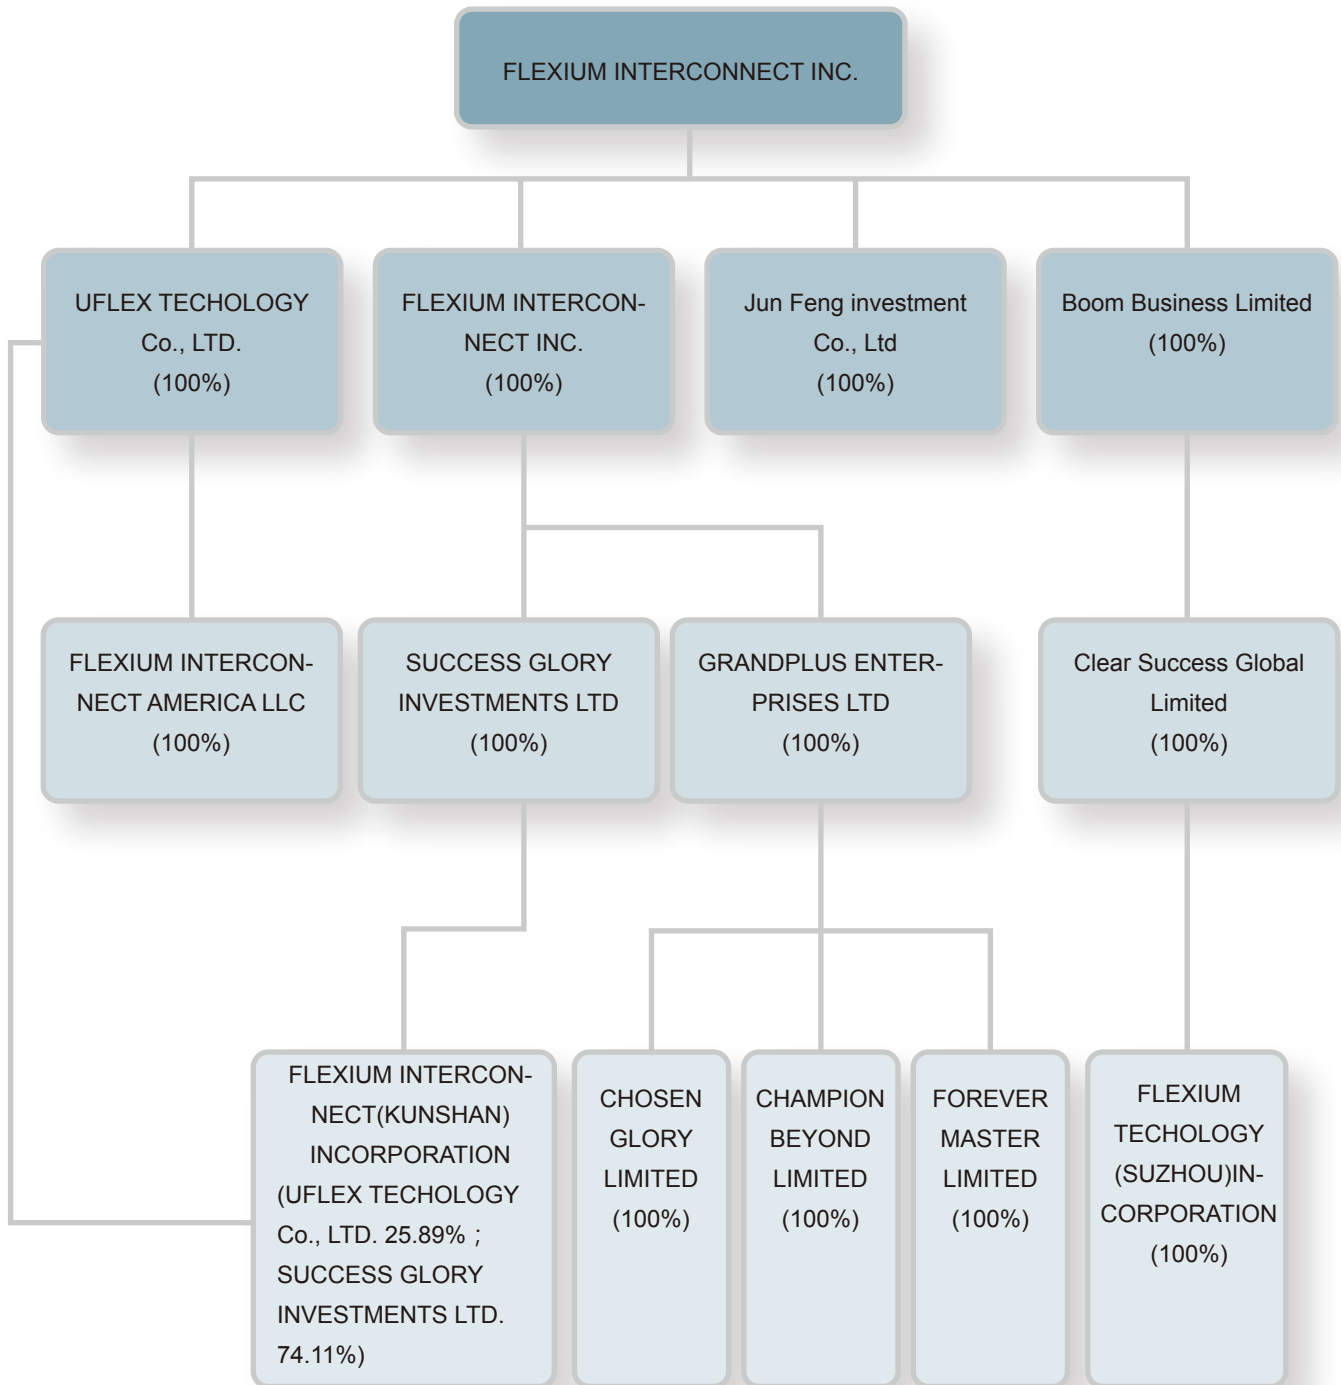 FLEXIUM INTERCONNECT INC.
UFLEX TECHOLOGY
Co., LTD.
(100%)
FLEXIUM INTERCON-
NECT INC.
(100%)
Jun Feng investment
Co., Ltd
(100%)
Boom Business Limited
(100%)
FLEXIUM INTERCON-
NECT AMERICA LLC
(100%)
SUCCESS GLORY
INVESTMENTS LTD
(100%)
GRANDPLUS ENTER-
PRISES LTD
(100%)
Clear Success Global
Limited
(100%)
FLEXIUM INTERCON-
NECT(KUNSHAN)
INCORPORATION
(UFLEX TECHOLOGY
Co., LTD. 25.89% ;
SUCCESS GLORY
INVESTMENTS LTD.
74.11%)
CHOSEN
GLORY
LIMITED
(100%)
CHAMPION
BEYOND
LIMITED
(100%)
FOREVER
MASTER
LIMITED
(100%)
FLEXIUM
TECHOLOGY
(SUZHOU)IN-
CORPORATION
(100%)